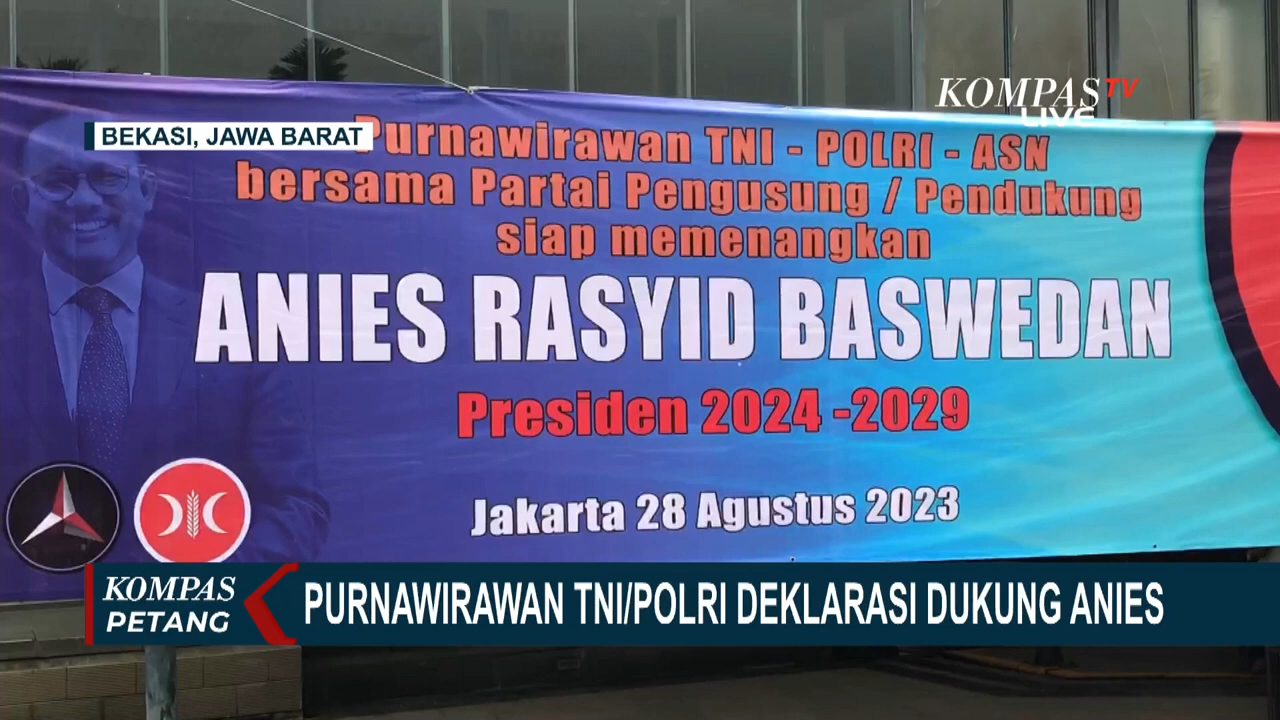 KOMPAS TV
LIVE
BEKASI, JAWA BARAT
Purnawirawan TNI - POLRI - ASN
bersama Partai Pengusung / Pendukung
siap memenangkan
ANIES RASYID BASWEDAN
Presiden 2024 -2029
Jakarta 28 Agustus 2023
KOMPAS
PETANG
PURNAWIRAWAN TNI/POLRI DEKLARASI DUKUNG ANIES